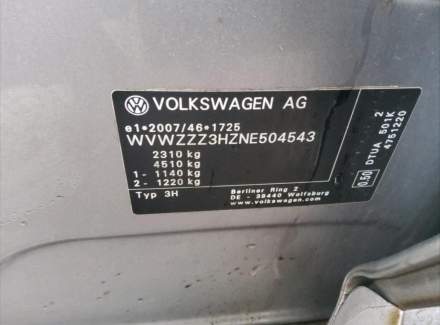 VOLKSWAGEN AG
e1*2007/46*1725
WVWZZZ3HZNE504543
2310 kg
4510 kg
1- 1140 kg
2- 1220 kg
Typ 3H
Berliner Ring 2
DE - 38440 Wolfsburg
www.volkswagen.com
0,50
DTUA 501K 2
4751220